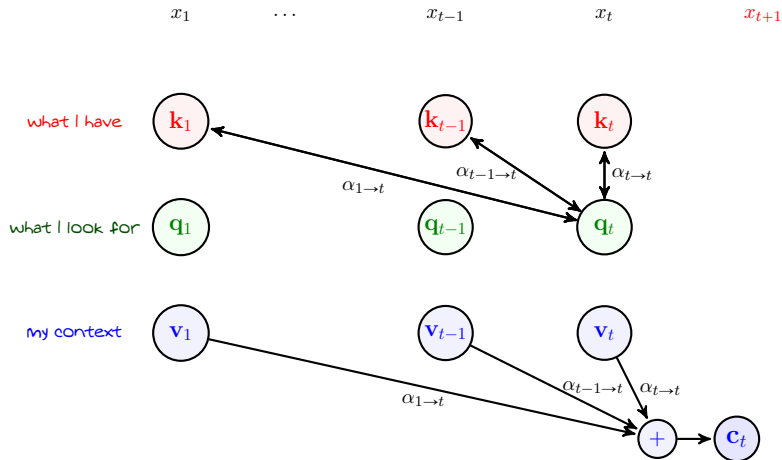 x₁ ⋯ xₜ₋₁ xₜ xₜ₊₁
what I have k₁ kₜ₋₁ kₜ
α₁→ₜ αₜ₋₁→ₜ αₜ→ₜ
what I look for q₁ qₜ₋₁ qₜ
my context v₁ vₜ₋₁ vₜ
α₁→ₜ αₜ₋₁→ₜ αₜ→ₜ
+ cₜ